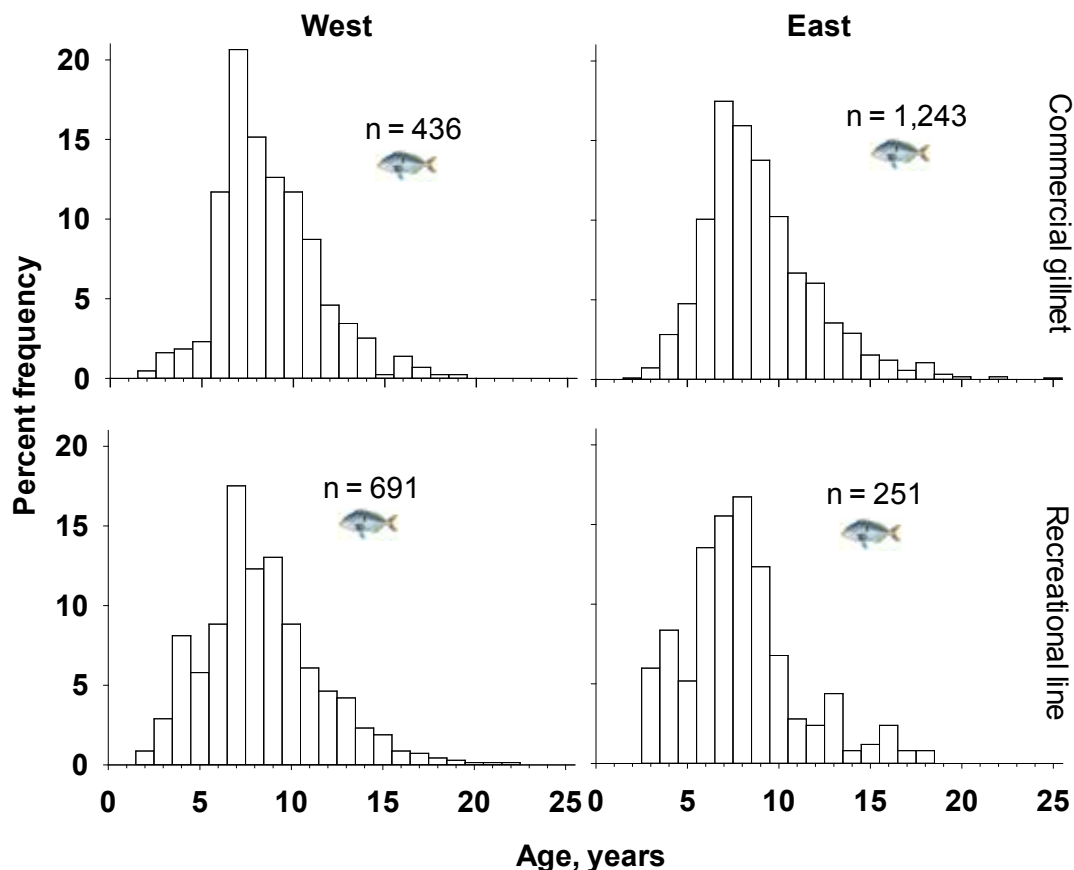 West
East
20
15
10
5
0
n = 436
n = 1,243
Commercial gillnet
Percent frequency
20
15
10
5
0
n = 691
n = 251
Recreational line
0 5 10 15 20 25 0 5 10 15 20 25
Age, years